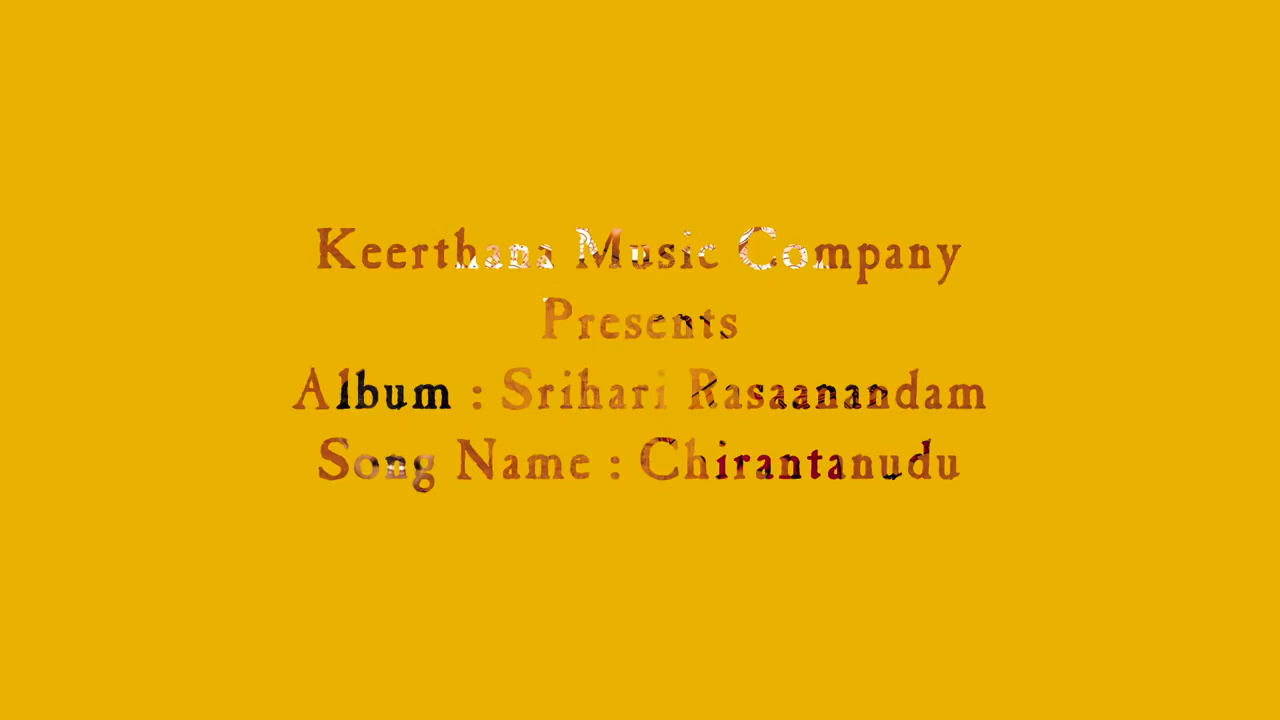 Keerthana Music Company
Presents
Album : Srihari Rasaanandam
Song Name : Chirantanudu